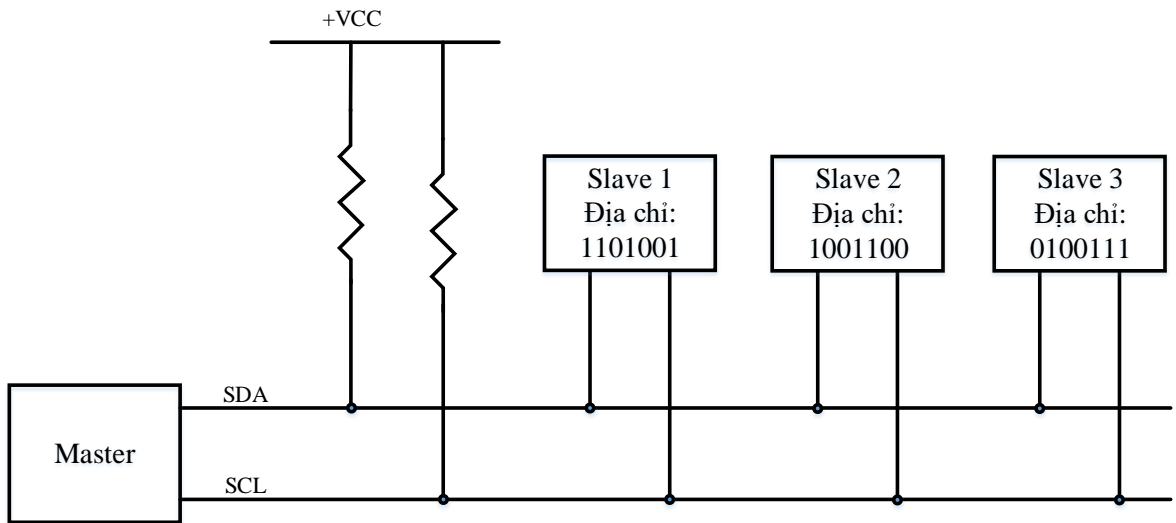 +VCC
Slave 1
Địa chỉ:
1101001
Slave 2
Địa chỉ:
1001100
Slave 3
Địa chỉ:
0100111
SDA
Master
SCL